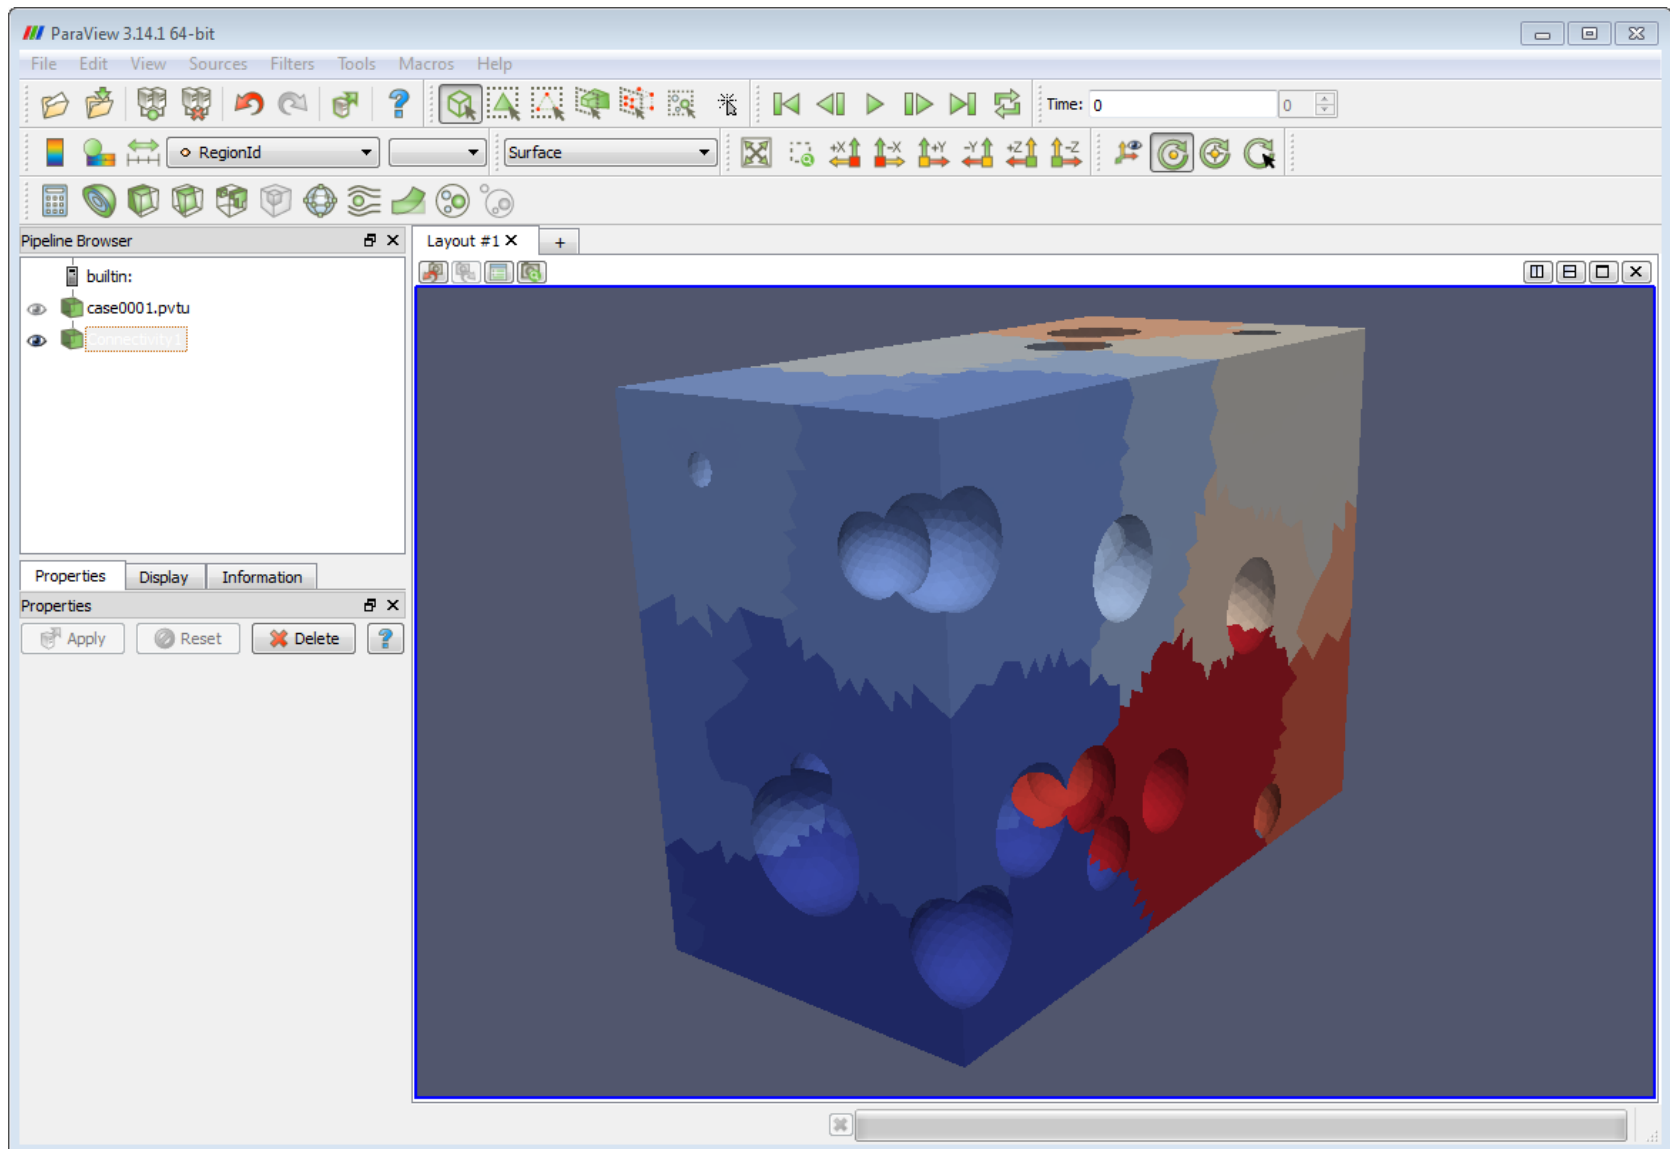 ParaView 3.14.1 64-bit
File Edit View Sources Filters Tools Macros Help
Time: 0 0
RegionId Surface
+X -X +Y -Y +Z -Z
Pipeline Browser
Layout #1
builtin:
case0001.pvtu
Connectivity1
Properties Display Information
Properties
Apply Reset Delete ?